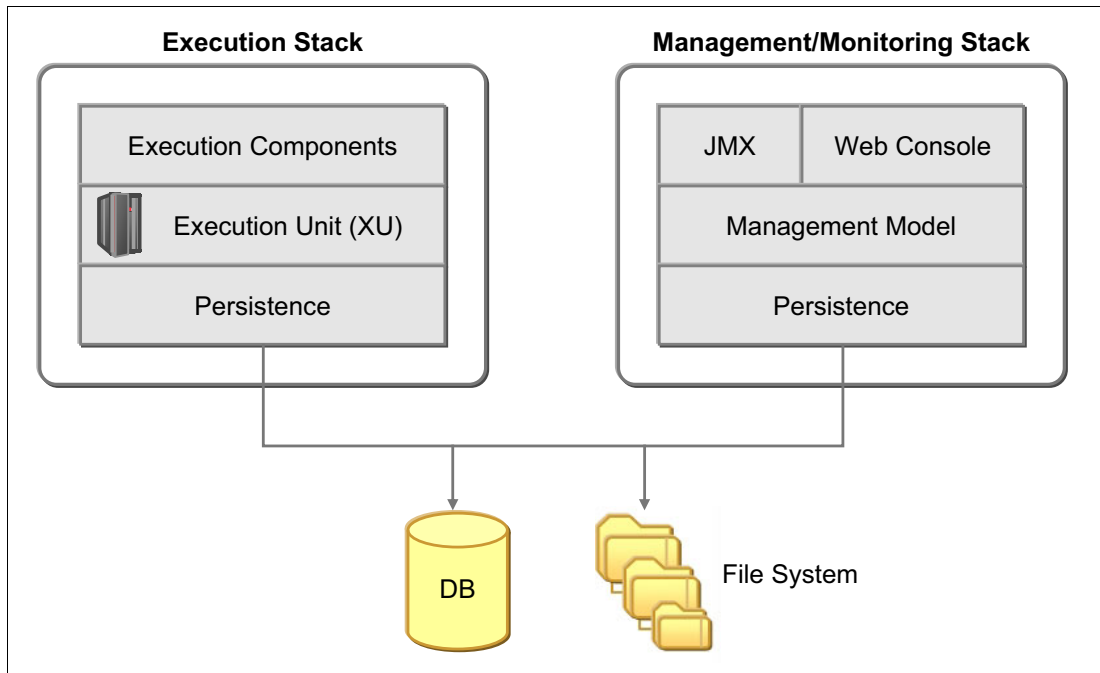 Execution Stack
Management/Monitoring Stack
Execution Components
JMX
Web Console
Execution Unit (XU)
Management Model
Persistence
Persistence
DB
File System